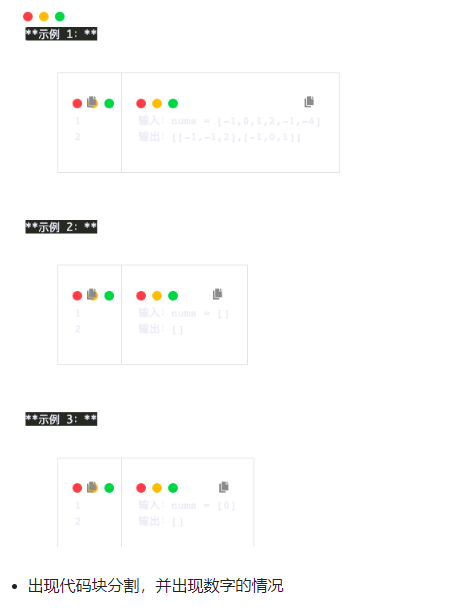 **示例 1：**
1 输入：nums = [-1,0,1,2,-1,-4]
2 输出：[[-1,-1,2],[-1,0,1]]
**示例 2：**
1 输入：nums = []
2 输出：[]
**示例 3：**
1 输入：nums = [0]
2 输出：[]
• 出现代码块分割，并出现数字的情况